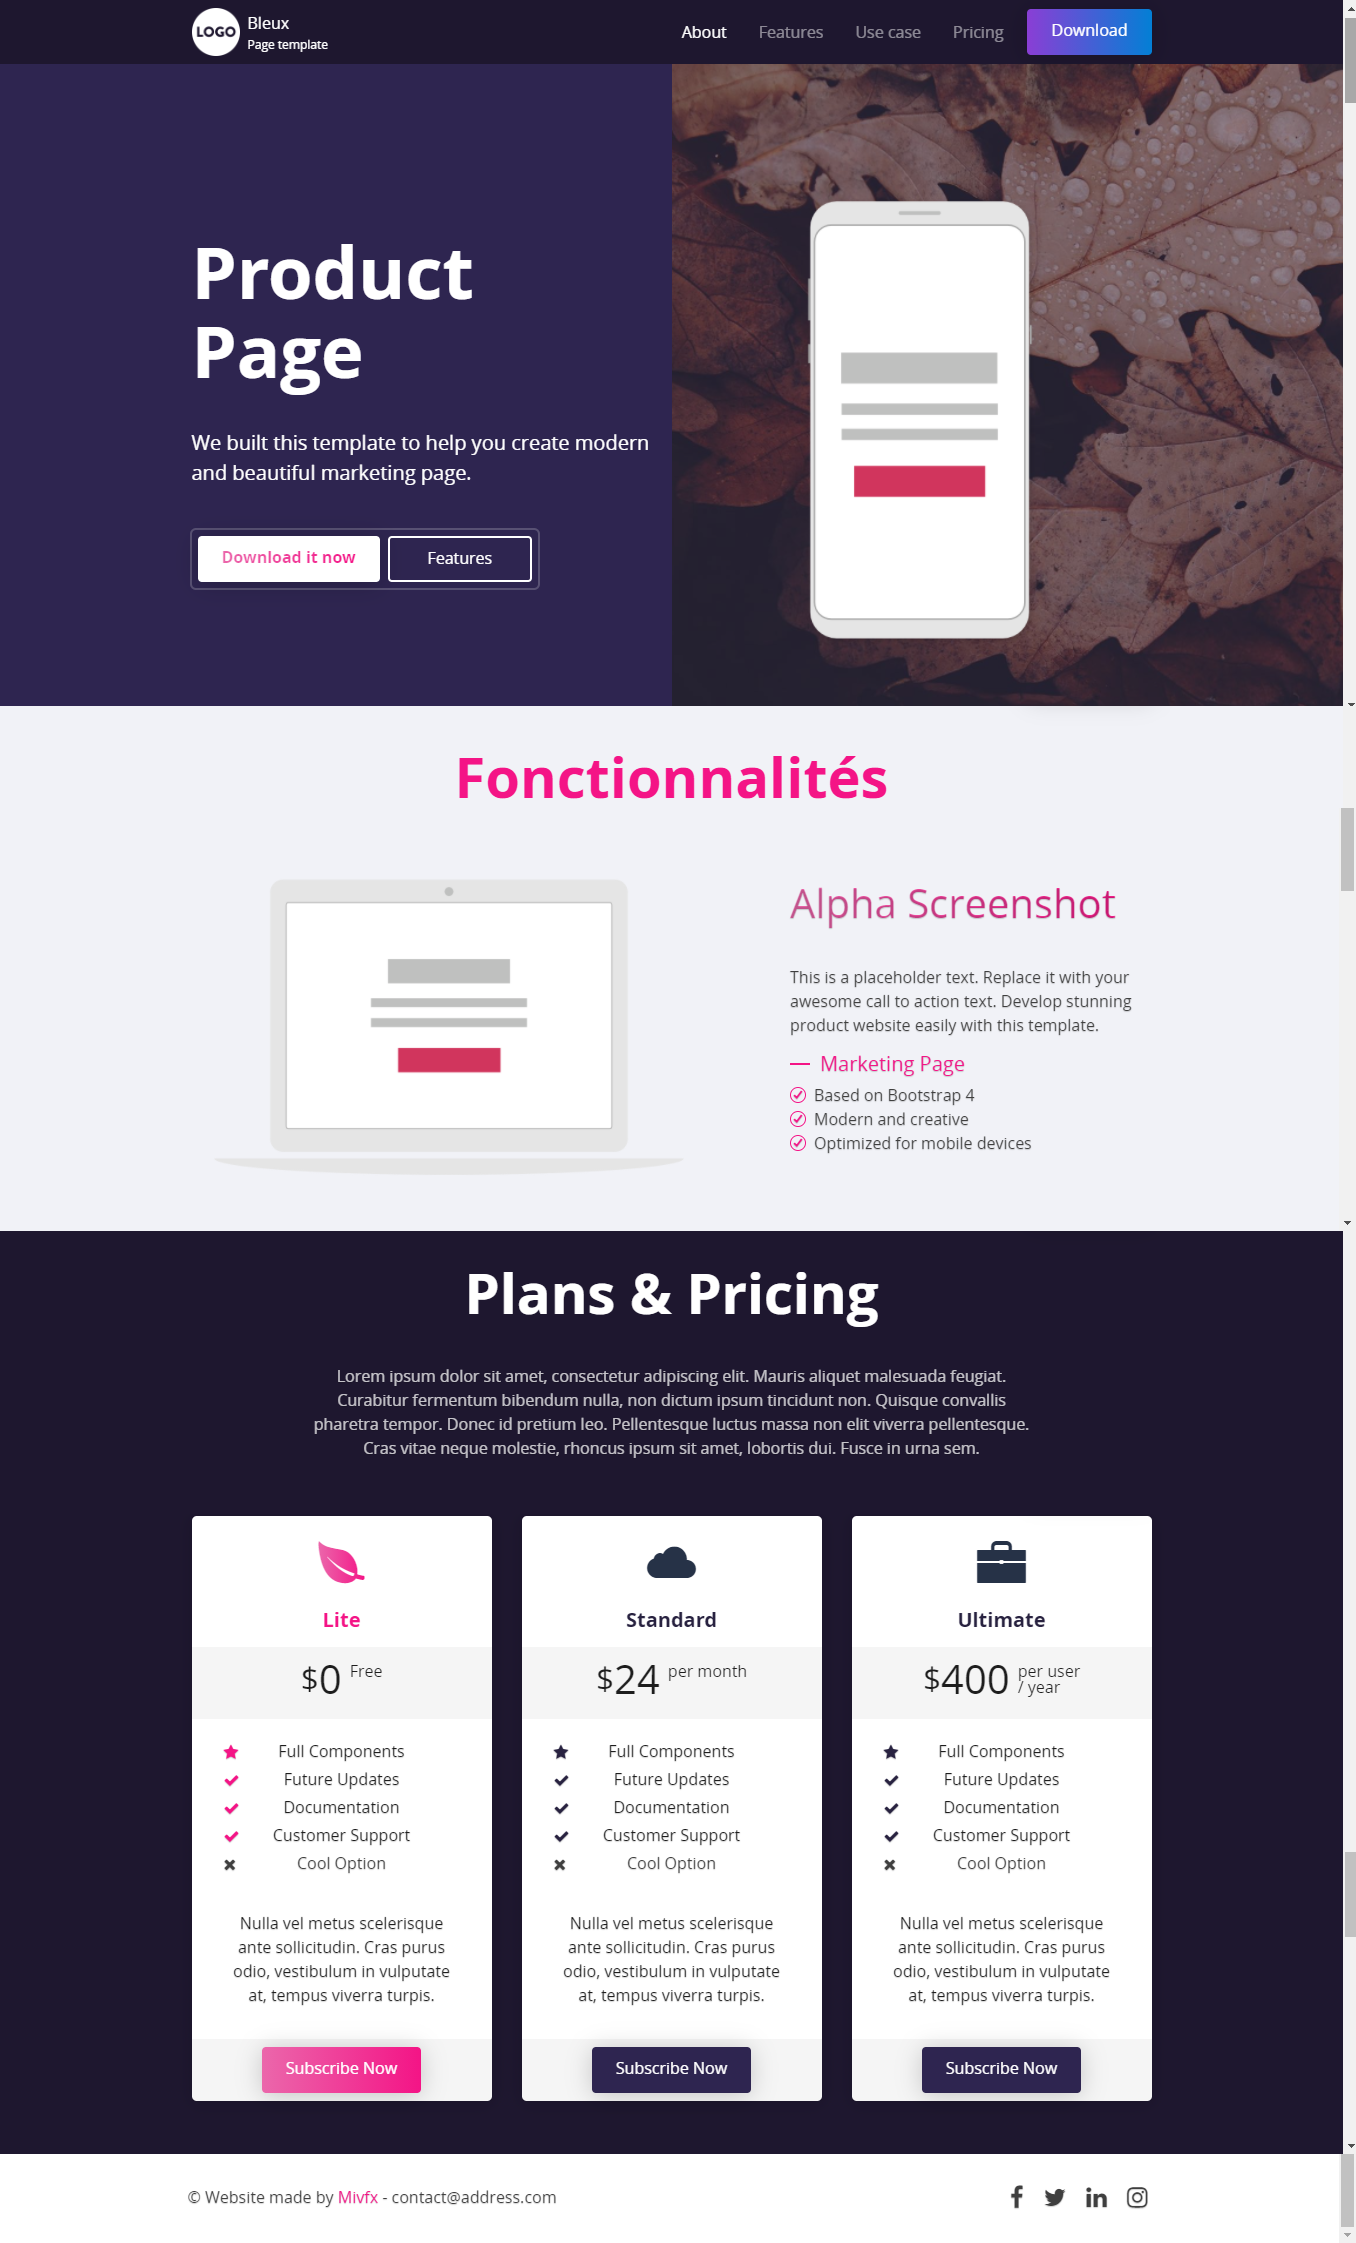 LOGO
Bleux
Page template
About
Features
Use case
Pricing
Download
Product
Page
We built this template to help you create modern
and beautiful marketing page.
Download it now
Features
Fonctionnalités
Alpha Screenshot
This is a placeholder text. Replace it with your
awesome call to action text. Develop stunning
product website easily with this template.
Marketing Page
Based on Bootstrap 4
Modern and creative
Optimized for mobile devices
Plans & Pricing
Lorem ipsum dolor sit amet, consectetur adipiscing elit. Mauris aliquet malesuada feugiat.
Curabitur fermentum bibendum nulla, non dictum ipsum tincidunt non. Quisque convallis
pharetra tempor. Donec id pretium leo. Pellentesque luctus massa non elit viverra pellentesque.
Cras vitae neque molestie, rhoncus ipsum sit amet, lobortis dui. Fusce in urna sem.
Lite
$0 Free
Full Components
Future Updates
Documentation
Customer Support
Cool Option
Nulla vel metus scelerisque
ante sollicitudin. Cras purus
odio, vestibulum in vulputate
at, tempus viverra turpis.
Subscribe Now
Standard
$24 per month
Full Components
Future Updates
Documentation
Customer Support
Cool Option
Nulla vel metus scelerisque
ante sollicitudin. Cras purus
odio, vestibulum in vulputate
at, tempus viverra turpis.
Subscribe Now
Ultimate
$400 per user
/ year
Full Components
Future Updates
Documentation
Customer Support
Cool Option
Nulla vel metus scelerisque
ante sollicitudin. Cras purus
odio, vestibulum in vulputate
at, tempus viverra turpis.
Subscribe Now
© Website made by Mivfx - contact@address.com